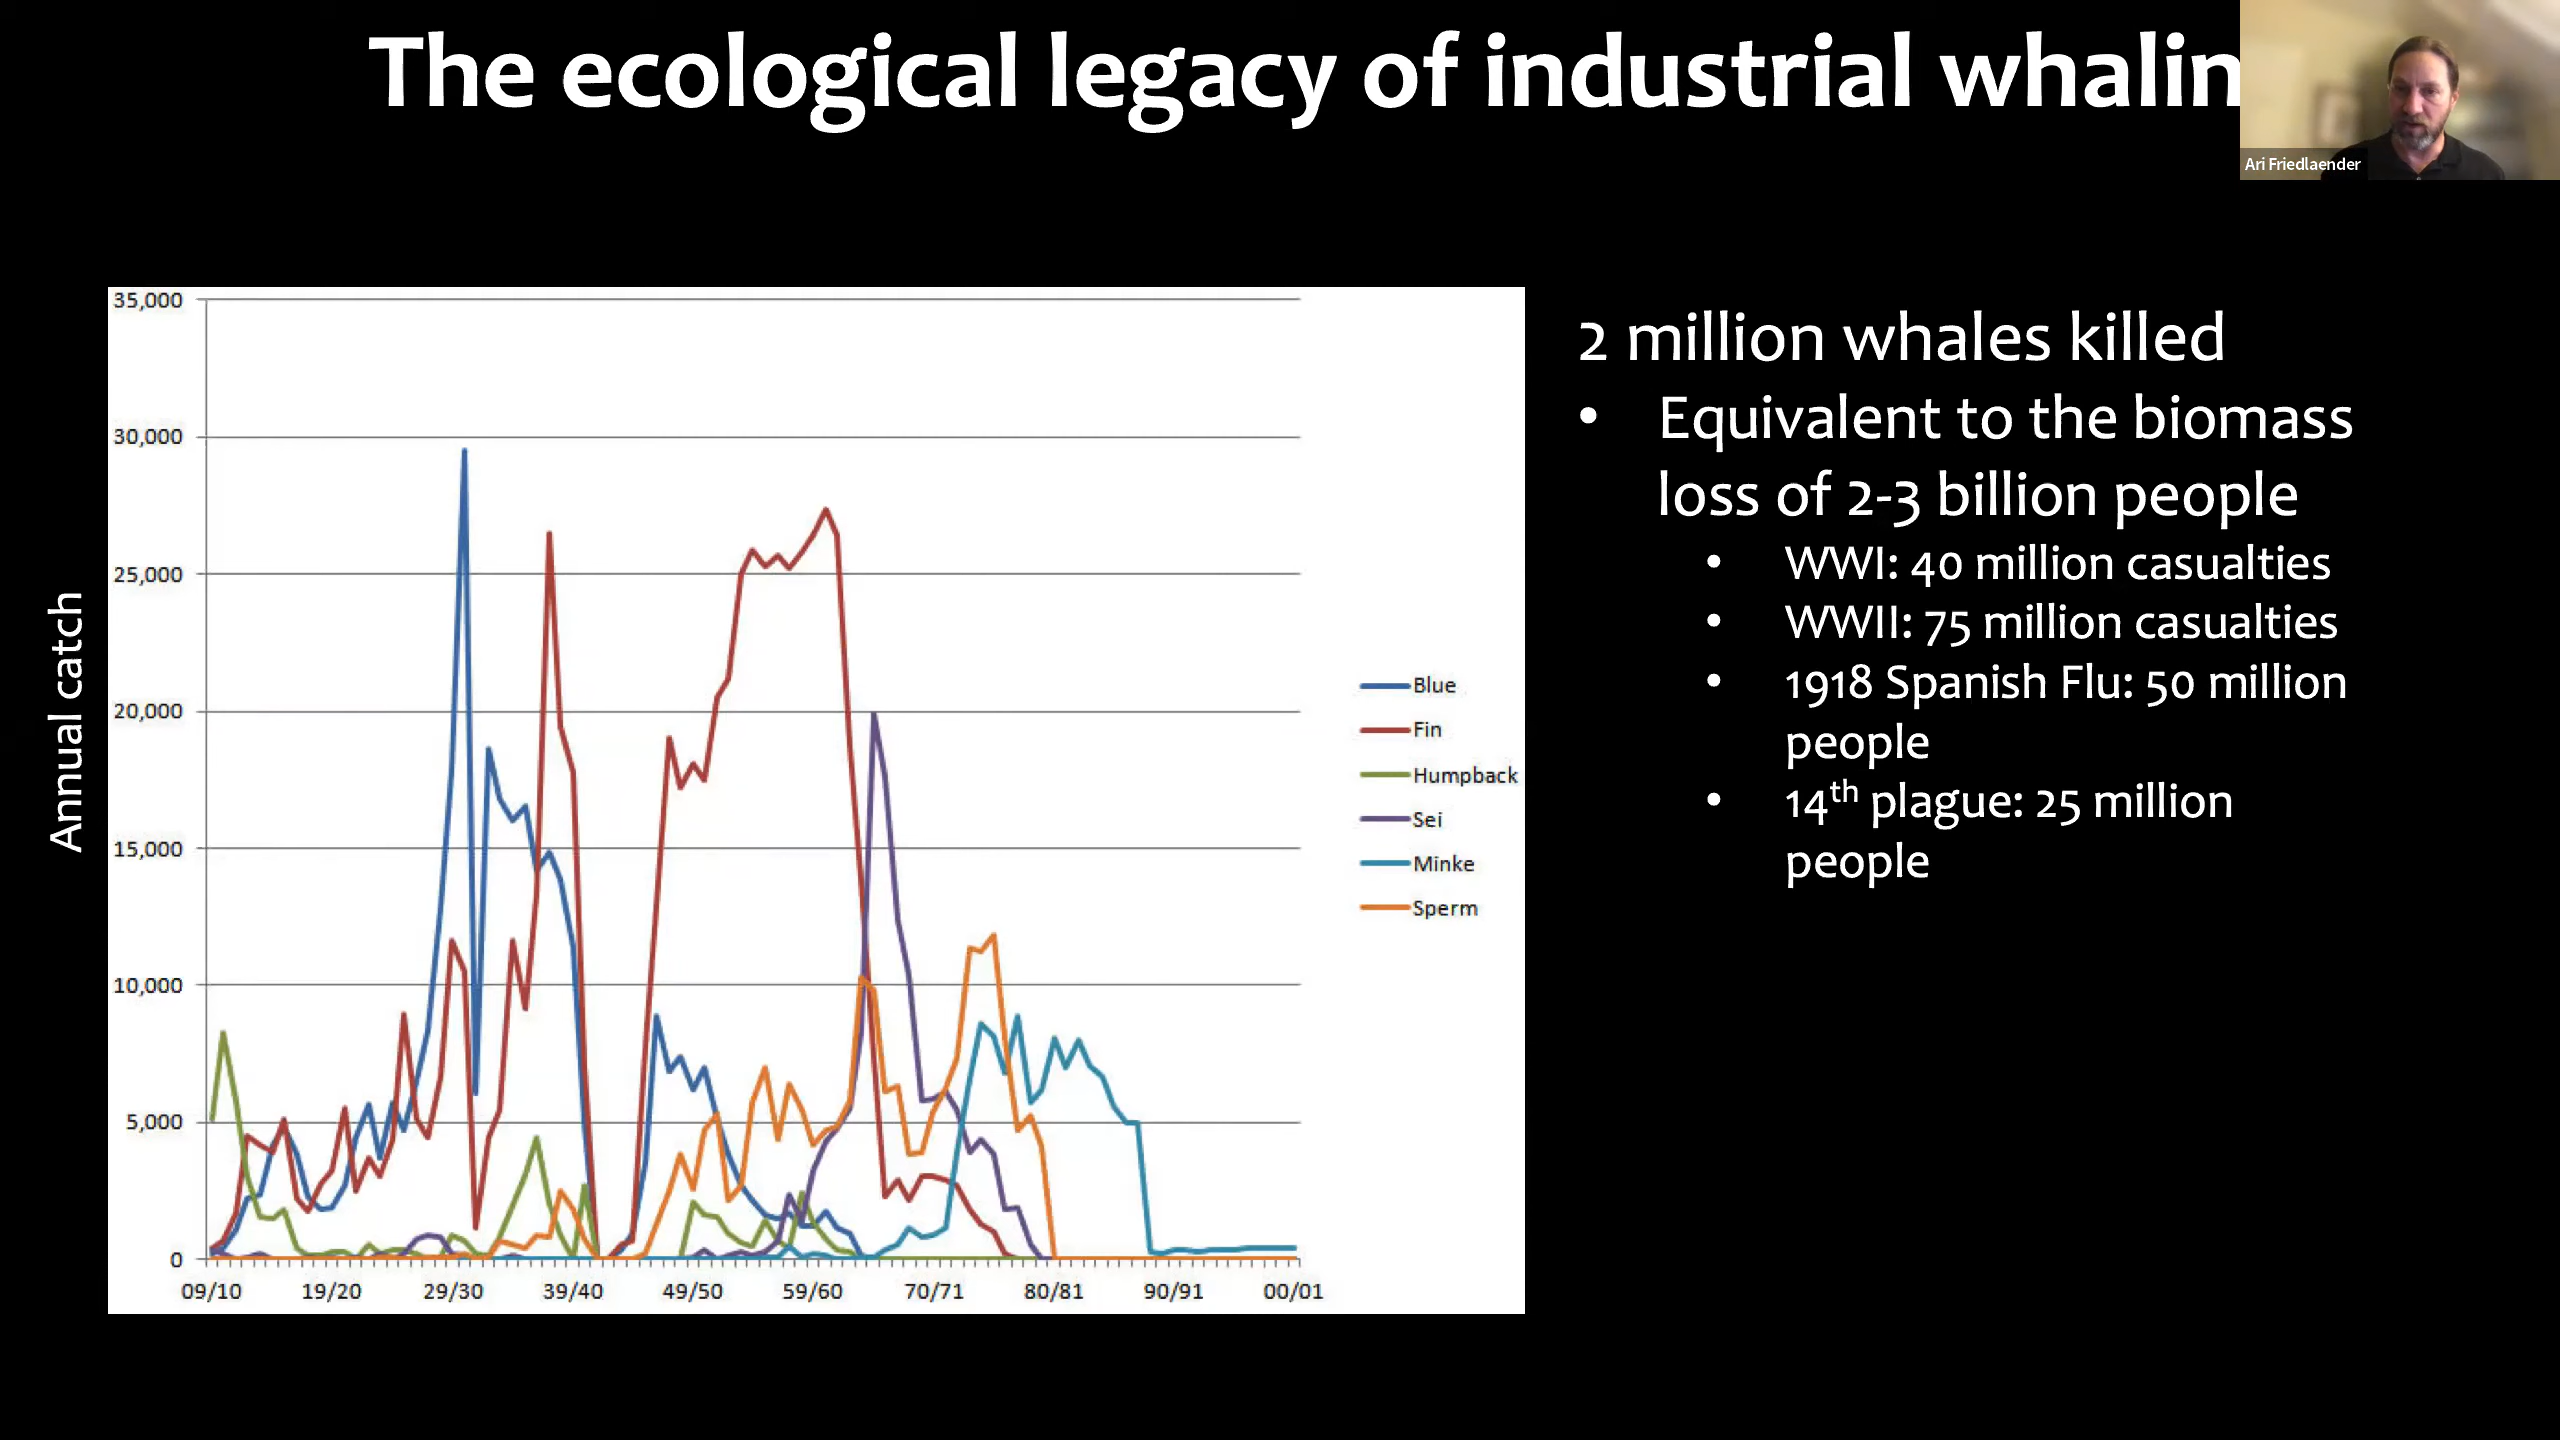 The ecological legacy of industrial whalin
Ari Friedlaender
35,000
30,000
25,000
20,000
15,000
10,000
5,000
0
Annual catch
09/10 19/20 29/30 39/40 49/50 59/60 70/71 80/81 90/91 00/01
Blue
Fin
Humpback
Sei
Minke
Sperm
2 million whales killed
• Equivalent to the biomass
loss of 2-3 billion people
• WWI: 40 million casualties
• WWII: 75 million casualties
• 1918 Spanish Flu: 50 million
people
• 14th plague: 25 million
people